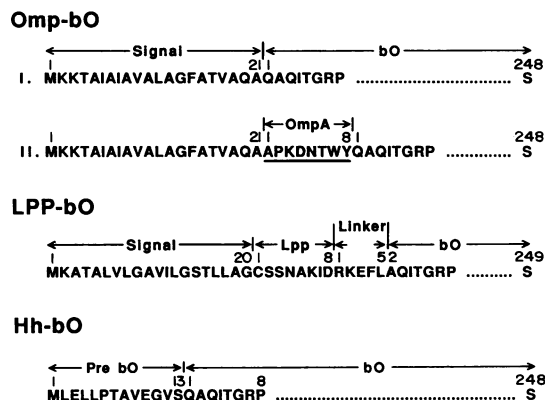 Omp-bO
Signal bO
1 21 1 248
I. MKKTAIAIAVALAGFATVAQAQAQITGRP ................... S
OmpA
1 21 1 8 1 248
II. MKKTAIAIAVALAGFATVAQAAPKDNTWYQAQITGRP ............. S
LPP-bO
Linker
Signal Lpp bO
1 20 1 8 1 5 2 249
MKATALVLGAVILGSTLLAGCSSNAKIDRKEFLAQITGRP .......... S
Hh-bO
Pre bO bO
1 13 1 8 248
MLELLPTAVEGVSQAQITGRP ................................ S